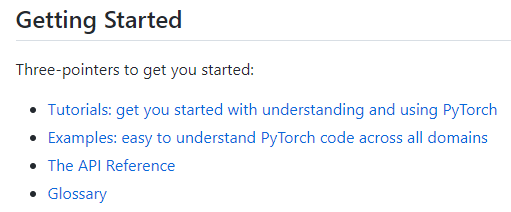 Getting Started
Three-pointers to get you started:
Tutorials: get you started with understanding and using PyTorch
Examples: easy to understand PyTorch code across all domains
The API Reference
Glossary